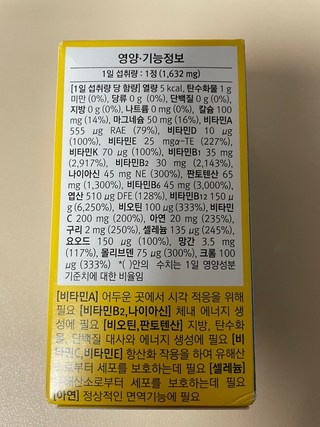 영양·기능정보
1일 섭취량 : 1정 (1,632 mg)
[1일 섭취량 당 함량] 열량 5 kcal, 탄수화물 1 g
미만 (0%), 당류 0 g (0%), 단백질 0 g (0%),
지방 0 g (0%), 나트륨 0 mg (0%), 칼슘 100
mg (14%), 마그네슘 50 mg (16%), 비타민A
555 μg RAE (79%), 비타민D 10 μg
(100%), 비타민E 25 mgα-TE (227%),
비타민K 70 μg (100%), 비타민B1 35 mg
(2,917%), 비타민B2 30 mg (2,143%),
나이아신 45 mg NE (300%), 판토텐산 65
mg (1,300%), 비타민B6 45 mg (3,000%),
엽산 510 μg DFE (128%), 비타민B12 150 μ
g (6,250%), 비오틴 100 μg (333%), 비타민
C 200 mg (200%), 아연 20 mg (235%),
구리 2 mg (250%), 셀레늄 135 μg (245%),
요오드 150 μg (100%), 망간 3.5 mg
(117%), 몰리브덴 75 μg (300%), 크롬 100
μg (333%) *( )안의 수치는 1일 영양성분
기준치에 대한 비율임
[비타민A] 어두운 곳에서 시각 적응을 위해
필요 [비타민B2,나이아신] 체내 에너지 생
성에 필요 [비오틴,판토텐산] 지방, 탄수화
물, 단백질 대사와 에너지 생성에 필요 [비
타민C,비타민E] 항산화 작용을 하여 유해산
소로부터 세포를 보호하는데 필요 [셀레늄]
유해산소로부터 세포를 보호하는데 필요
[아연] 정상적인 면역기능에 필요